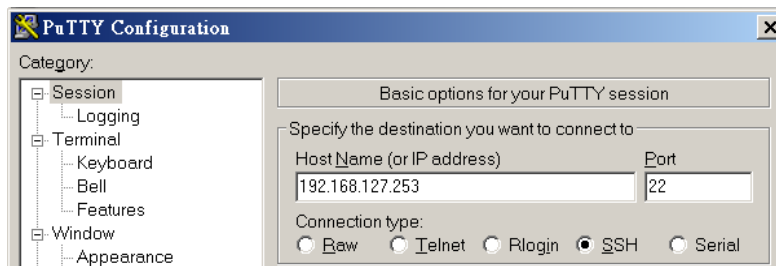 PuTTY Configuration
Category:
Session
Logging
Terminal
Keyboard
Bell
Features
Window
Appearance
Basic options for your PuTTY session
Specify the destination you want to connect to
Host Name (or IP address) Port
192.168.127.253 22
Connection type:
Raw Telnet Rlogin SSH Serial